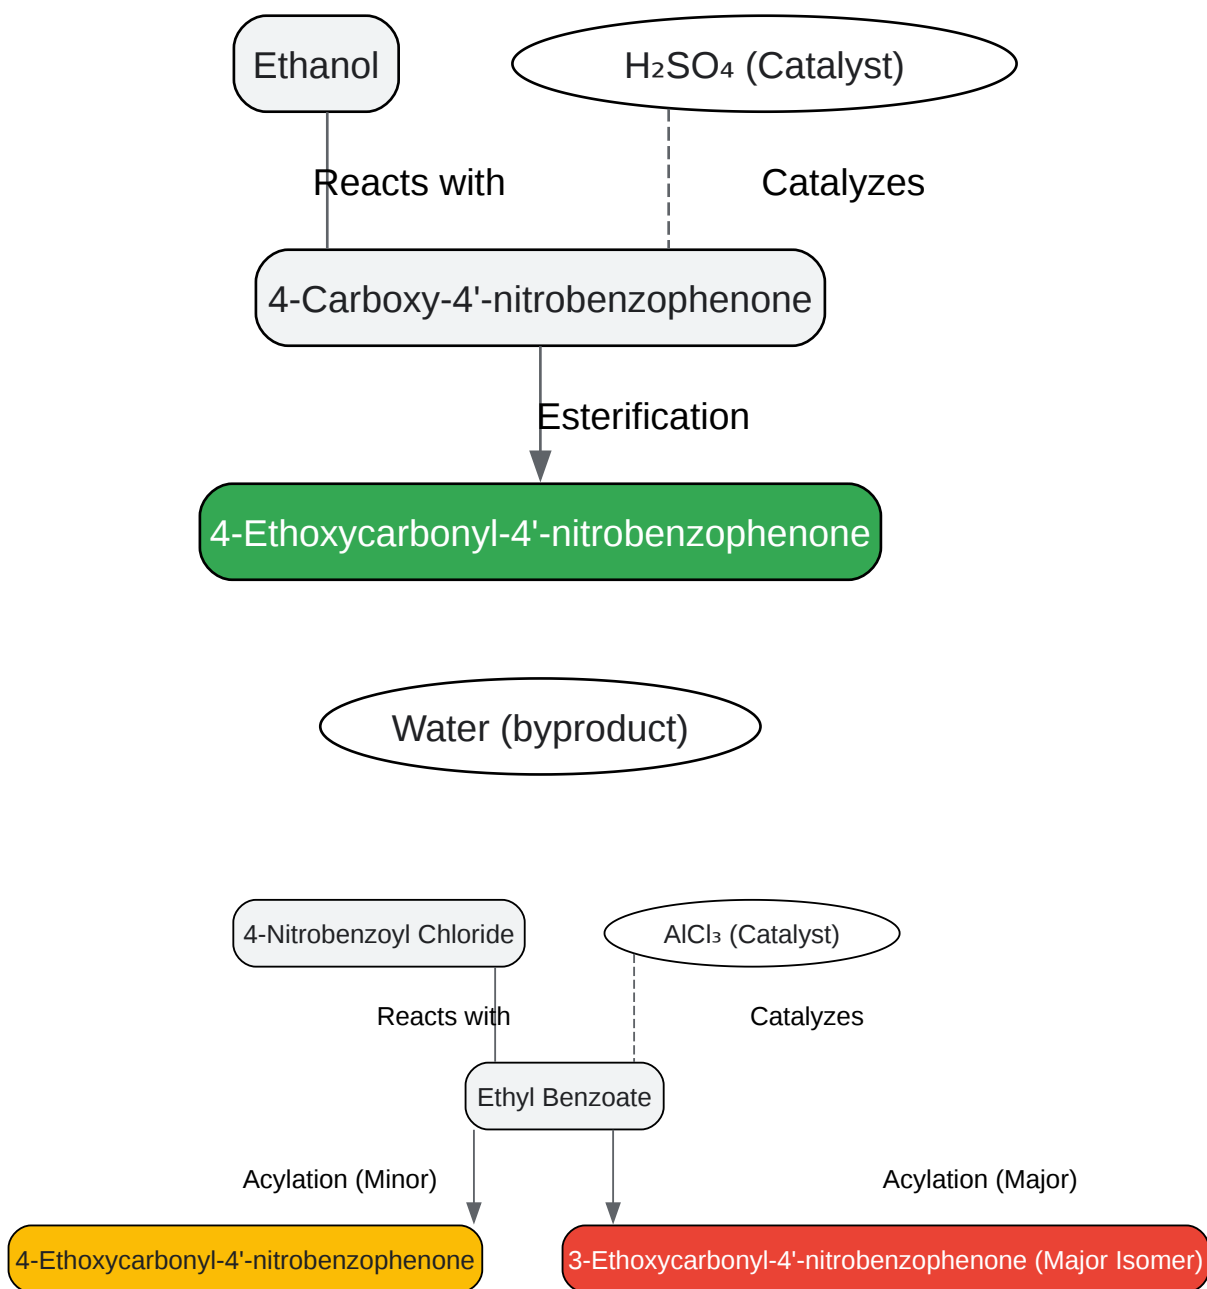 Ethanol
H₂SO₄ (Catalyst)
Reacts with
Catalyzes
4-Carboxy-4'-nitrobenzophenone
Esterification
4-Ethoxycarbonyl-4'-nitrobenzophenone
Water (byproduct)
4-Nitrobenzoyl Chloride
AlCl₃ (Catalyst)
Reacts with
Catalyzes
Ethyl Benzoate
Acylation (Minor)
Acylation (Major)
4-Ethoxycarbonyl-4'-nitrobenzophenone
3-Ethoxycarbonyl-4'-nitrobenzophenone (Major Isomer)